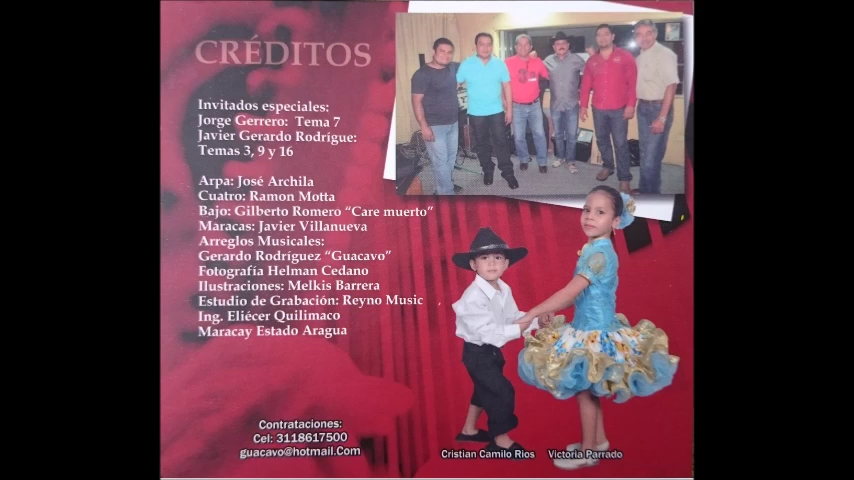 CRÉDITOS
Invitados especiales:
Jorge Gerrero: Tema 7
Javier Gerardo Rodrígue:
Temas 3, 9 y 16
Arpa: José Archila
Cuatro: Ramon Motta
Bajo: Gilberto Romero “Care muerto”
Maracas: Javier Villanueva
Arreglos Musicales:
Gerardo Rodríguez “Guacavo”
Fotografía Helman Cedano
Ilustraciones: Melkis Barrera
Estudio de Grabación: Reyno Music
Ing. Eliécer Quilimaco
Maracay Estado Aragua
Contrataciones:
Cel: 3118617500
guacavo@hotmail.Com
Cristian Camilo Rios
Victoria Parrado